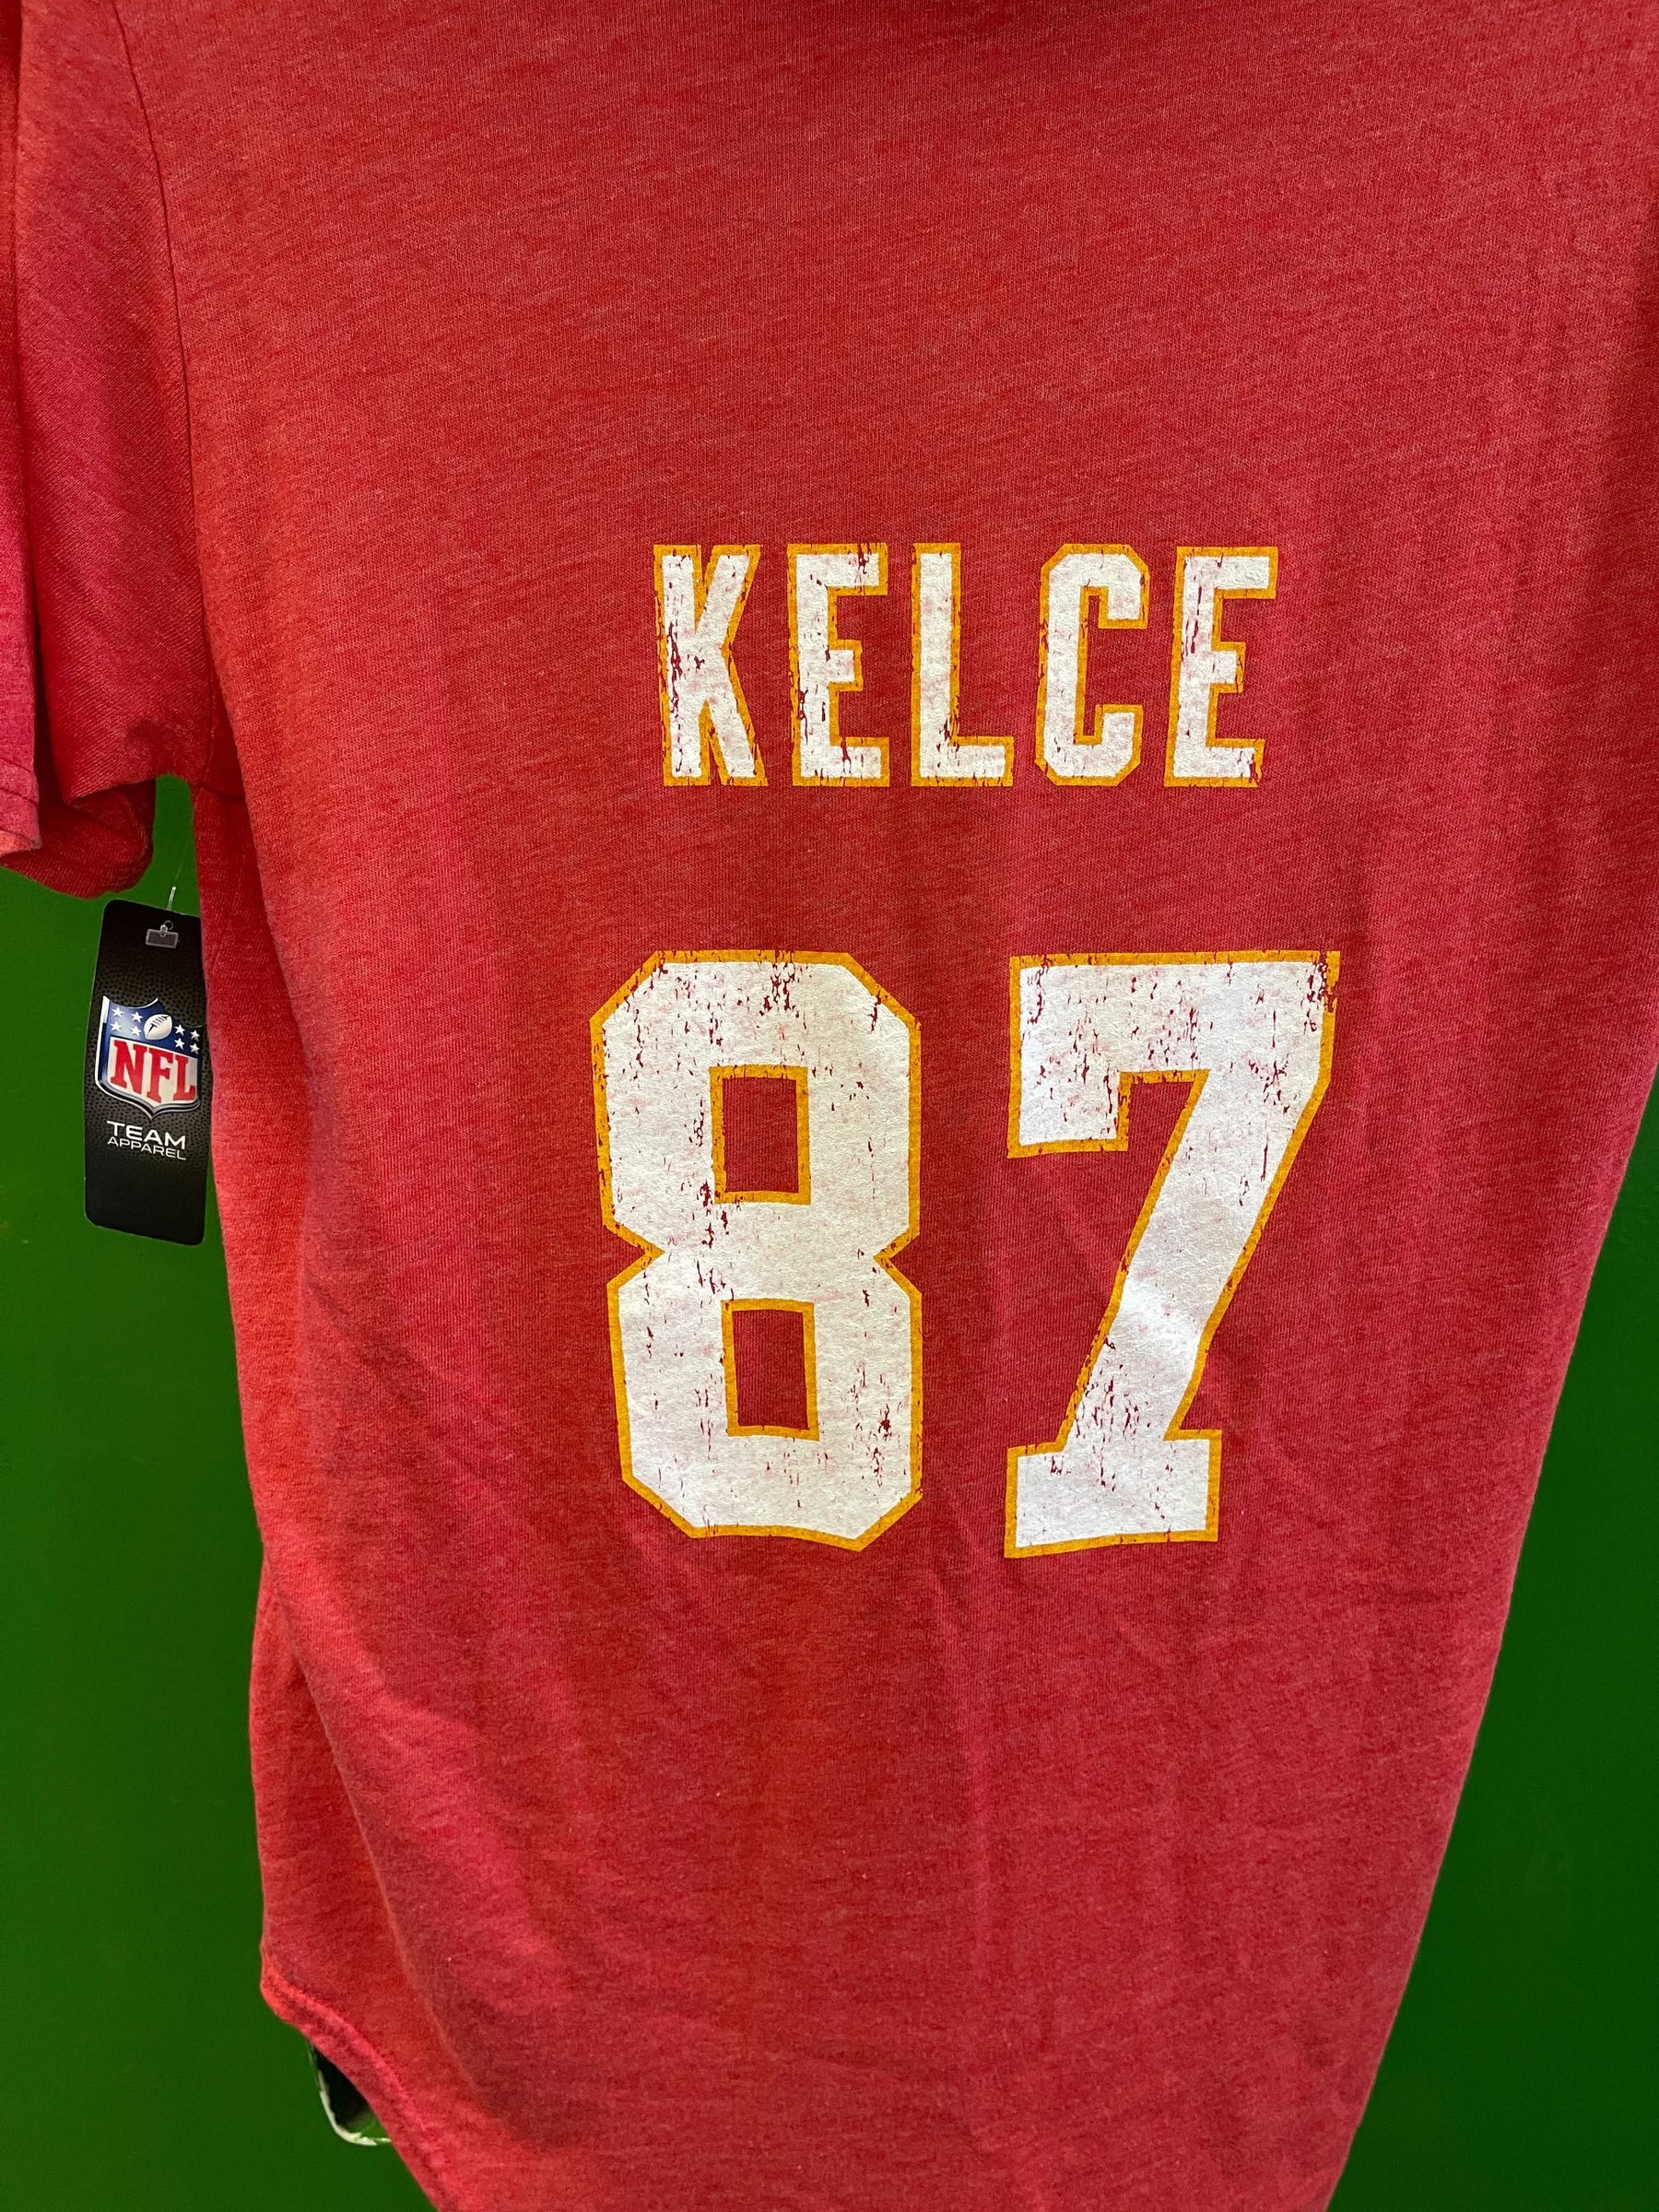 KELCE
87
NFL
TEAM
APPAREL